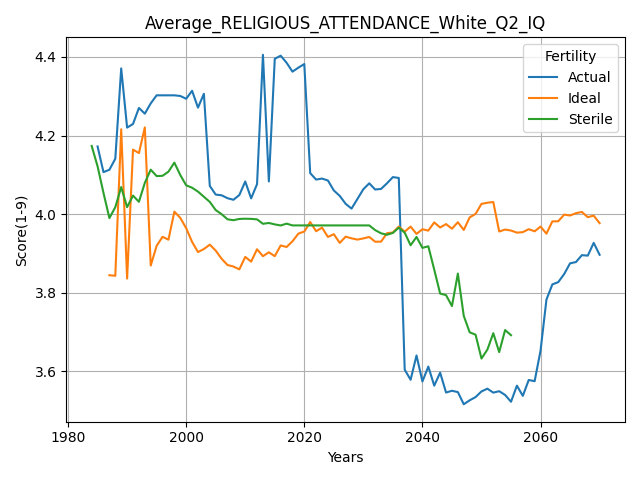 Average_RELIGIOUS_ATTENDANCE_White_Q2_IQ
Fertility
Actual
Ideal
Sterile
Score(1-9)
4.4
4.2
4.0
3.8
3.6
1980
2000
2020
2040
2060
Years